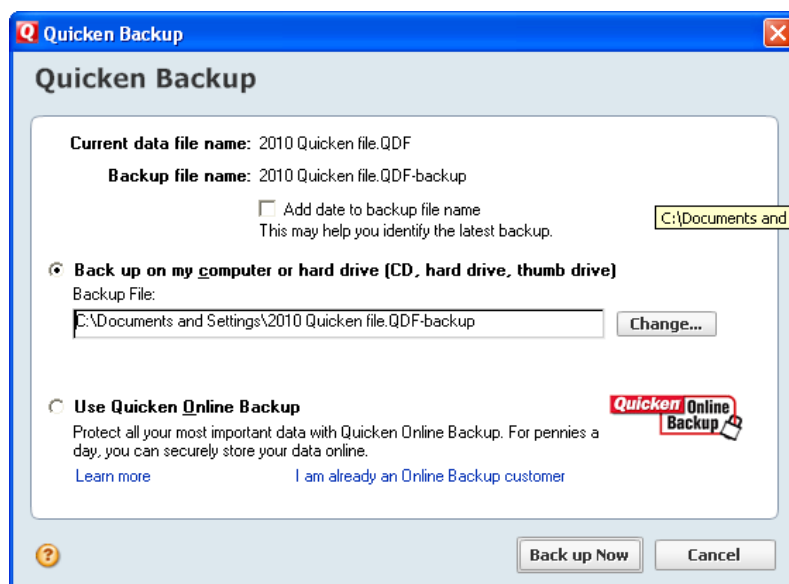 Quicken Backup
Quicken Backup
Current data file name: 2010 Quicken file.QDF
Backup file name: 2010 Quicken file.QDF-backup
Add date to backup file name
This may help you identify the latest backup.
C:\Documents and
Back up on my computer or hard drive (CD, hard drive, thumb drive)
Backup File:
C:\Documents and Settings\2010 Quicken file.QDF-backup
Change...
Use Quicken Online Backup
Protect all your most important data with Quicken Online Backup. For pennies a
day, you can securely store your data online.
Learn more I am already an Online Backup customer
Quicken Online
Backup
Back up Now Cancel